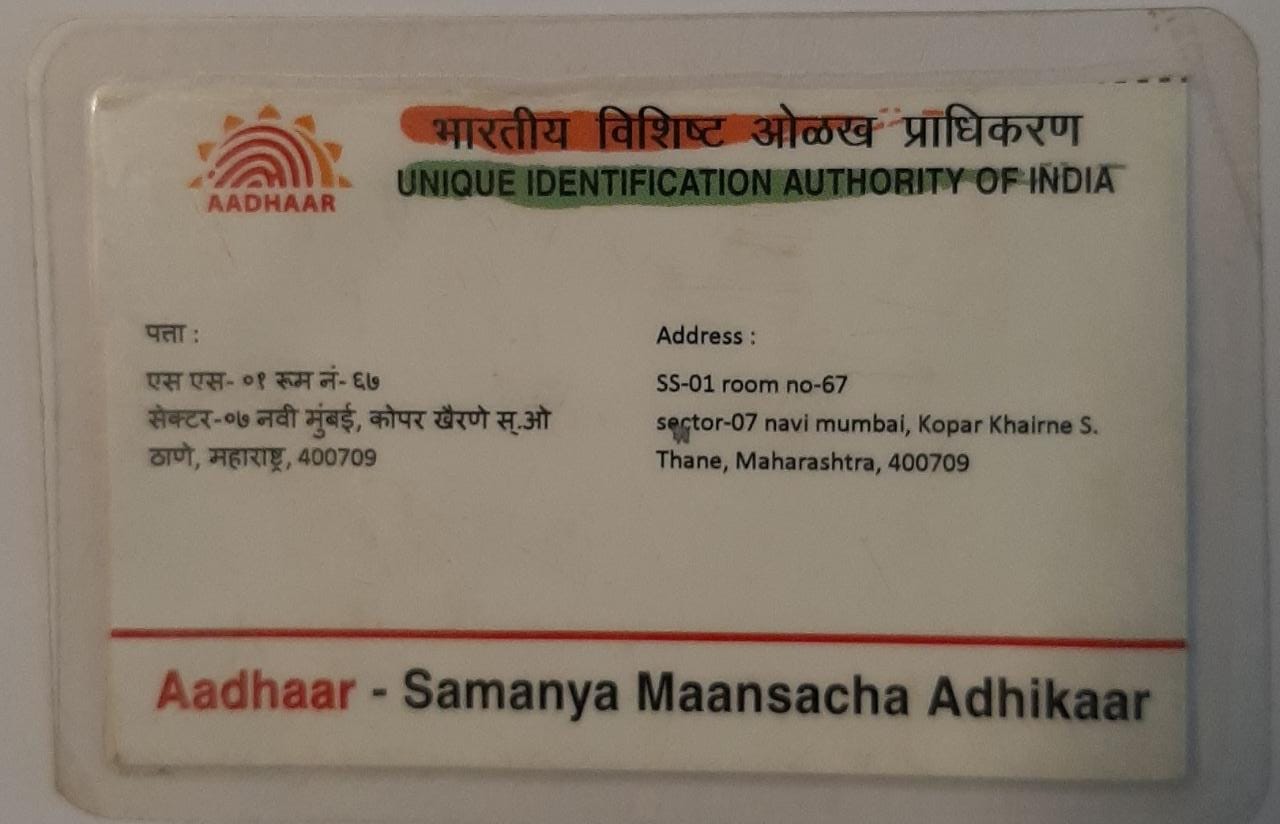 भारतीय विशिष्ट ओळख प्राधिकरण
UNIQUE IDENTIFICATION AUTHORITY OF INDIA
AADHAAR
पत्ता :
एस एस- ०१ रूम नं- ६७
सेक्टर-०७ नवी मुंबई, कोपर खैरणे स्.ओ
ठाणे, महाराष्ट्र, 400709
Address :
SS-01 room no-67
sector-07 navi mumbai, Kopar Khairne S.
Thane, Maharashtra, 400709
Aadhaar - Samanya Maansacha Adhikaar